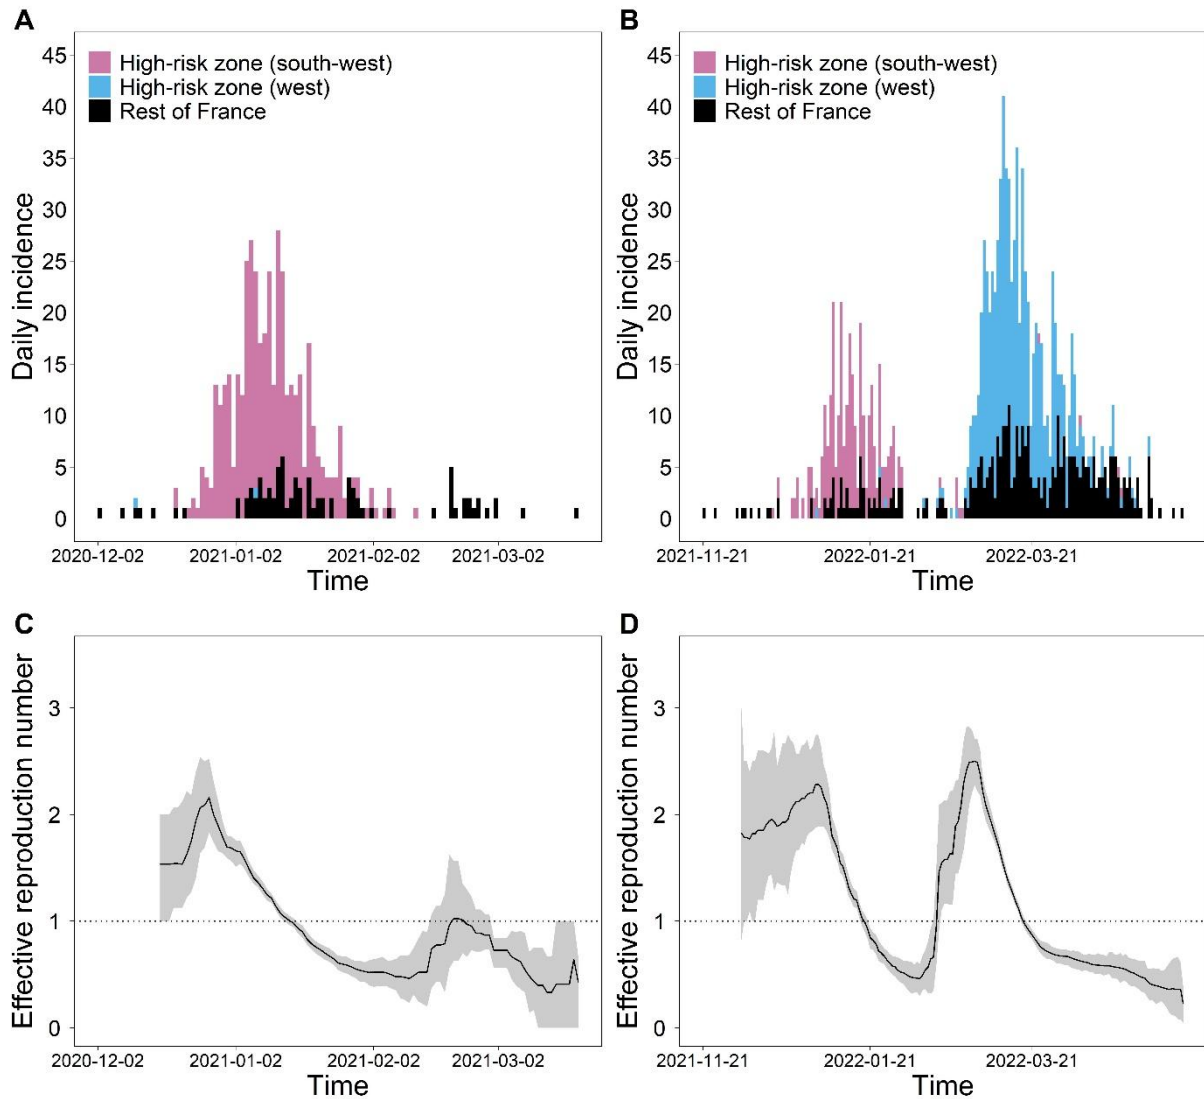 A
45
40
35
30
25
20
15
10
5
0
Daily incidence
High-risk zone (south-west)
High-risk zone (west)
Rest of France
2020-12-02 2021-01-02 2021-02-02 2021-03-02
Time
B
45
40
35
30
25
20
15
10
5
0
Daily incidence
High-risk zone (south-west)
High-risk zone (west)
Rest of France
2021-11-21 2022-01-21 2022-03-21
Time
C
3
2
1
0
Effective reproduction number
2020-12-02 2021-01-02 2021-02-02 2021-03-02
Time
D
3
2
1
0
Effective reproduction number
2021-11-21 2022-01-21 2022-03-21
Time